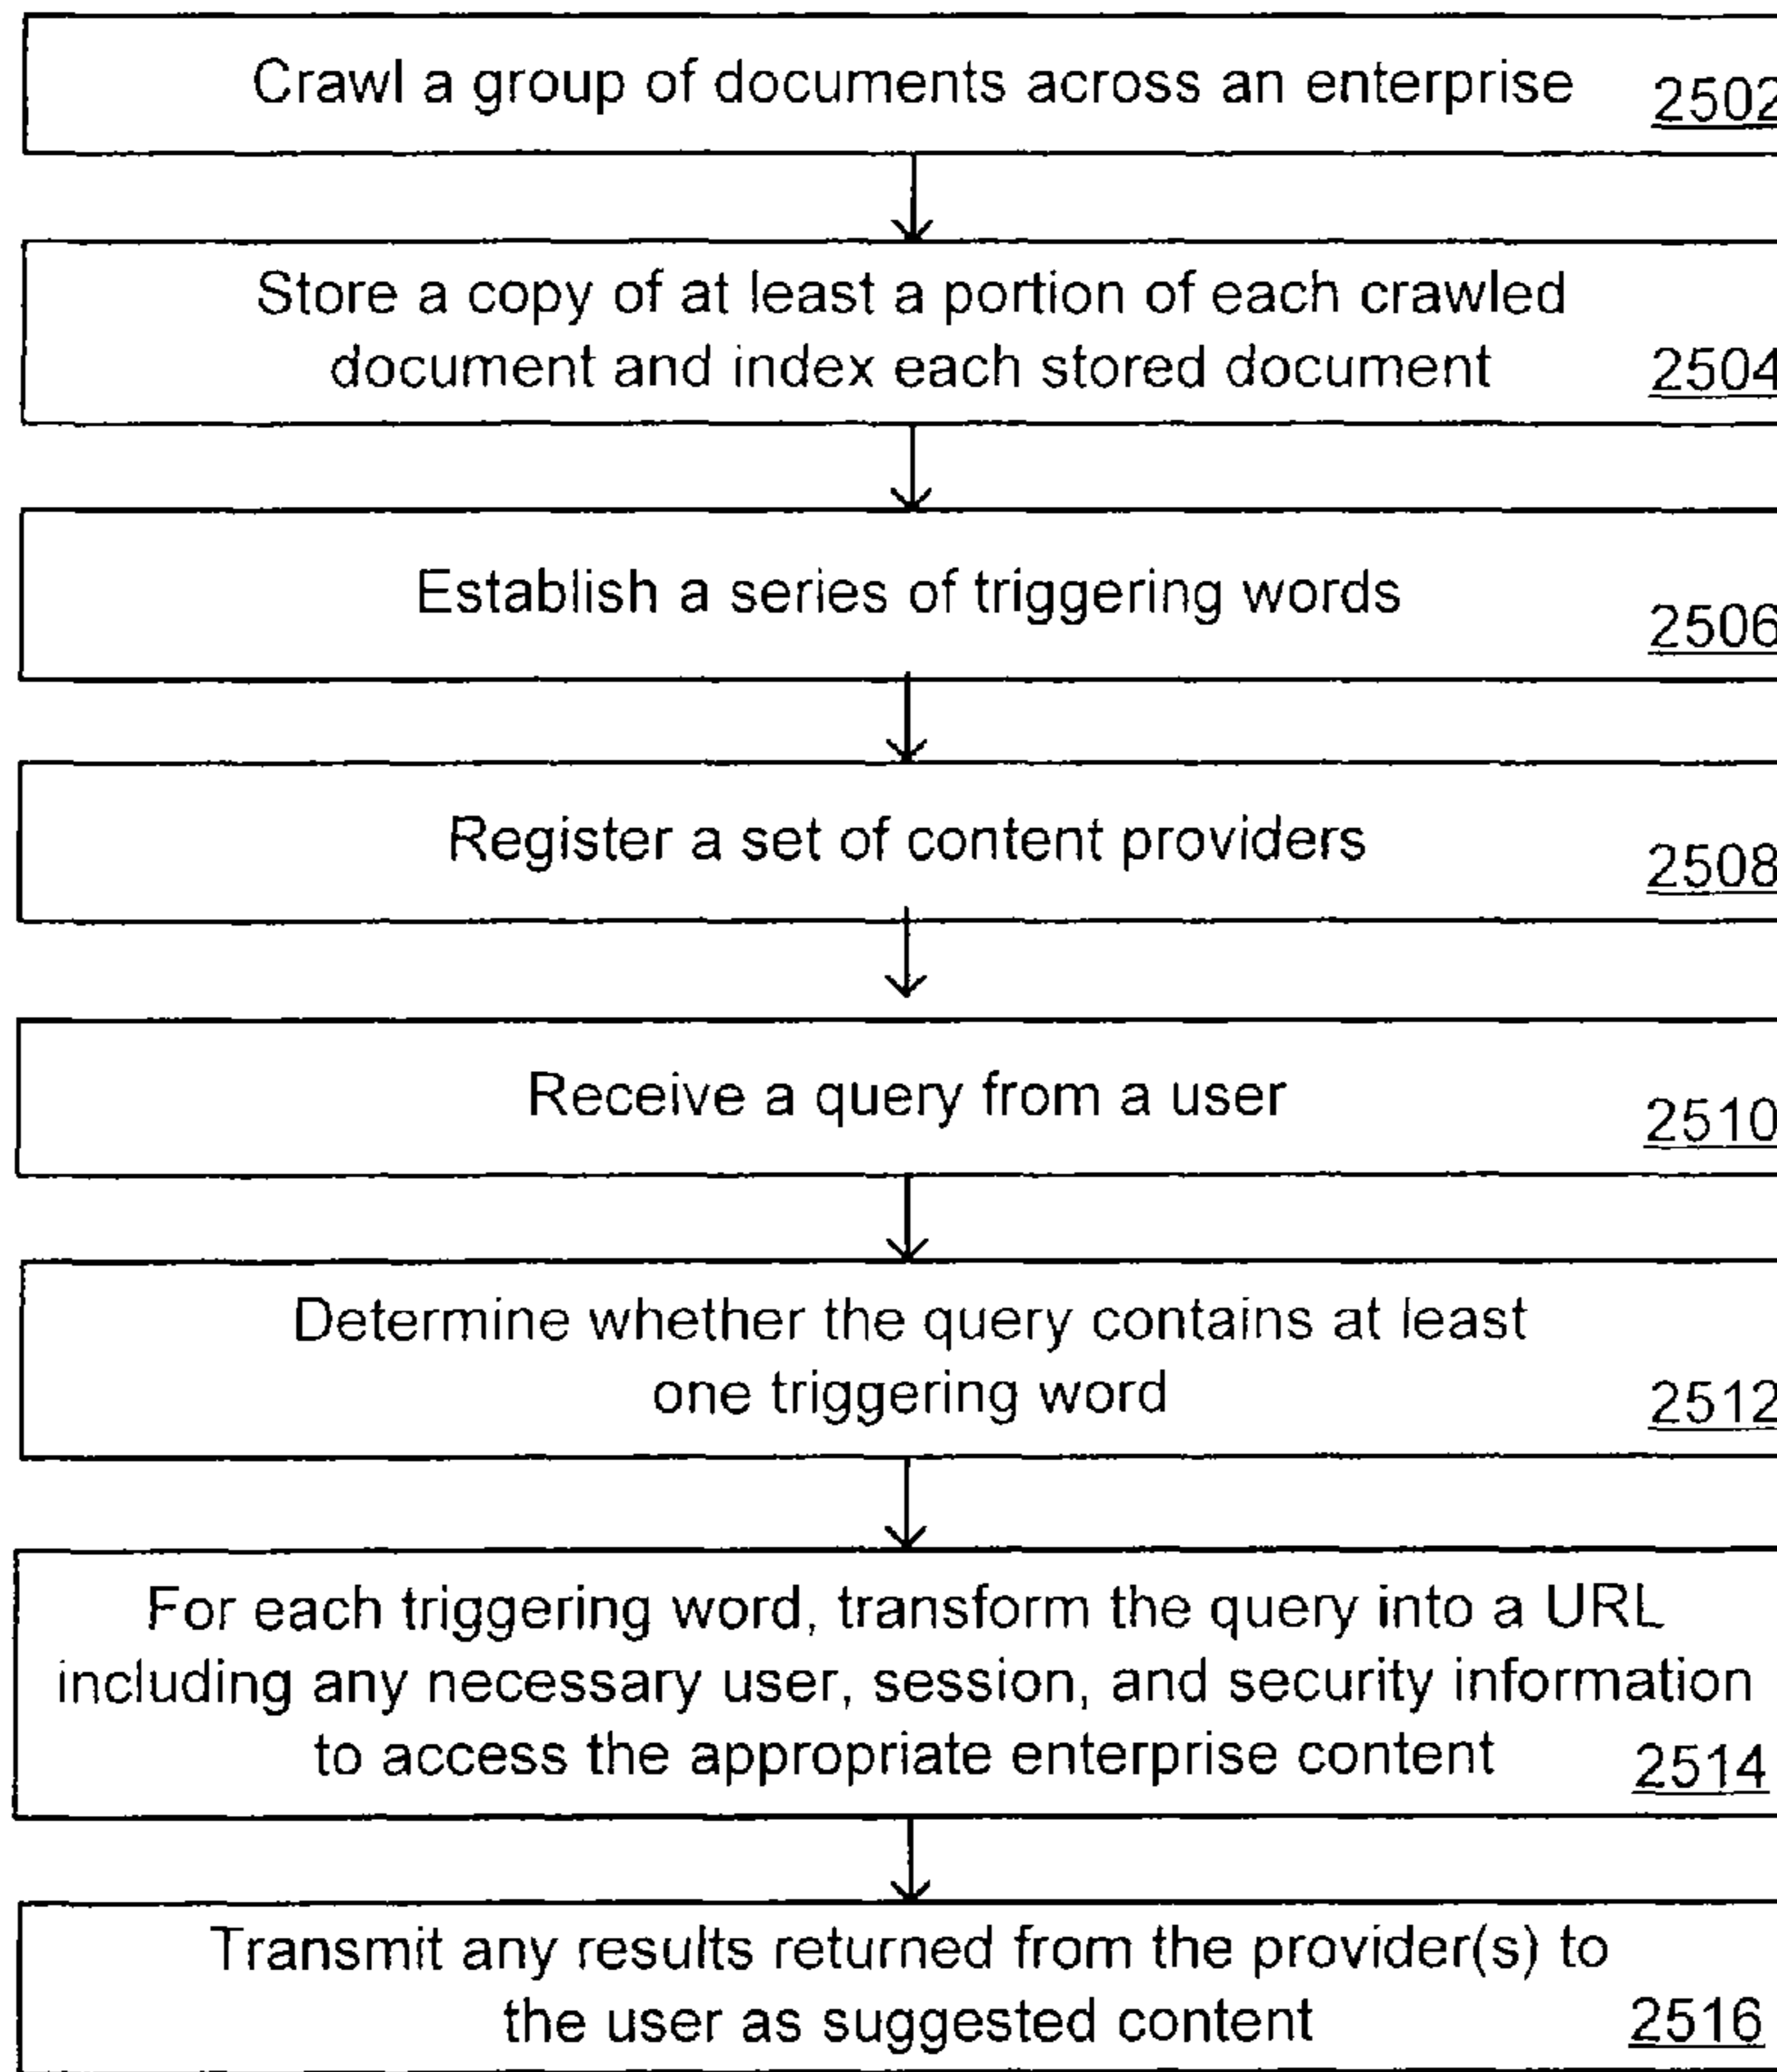 Crawl a group of documents across an enterprise 2502
Store a copy of at least a portion of each crawled
document and index each stored document 2504
Establish a series of triggering words 2506
Register a set of content providers 2508
Receive a query from a user 2510
Determine whether the query contains at least
one triggering word 2512
For each triggering word, transform the query into a URL
including any necessary user, session, and security information
to access the appropriate enterprise content 2514
Transmit any results returned from the provider(s) to
the user as suggested content 2516